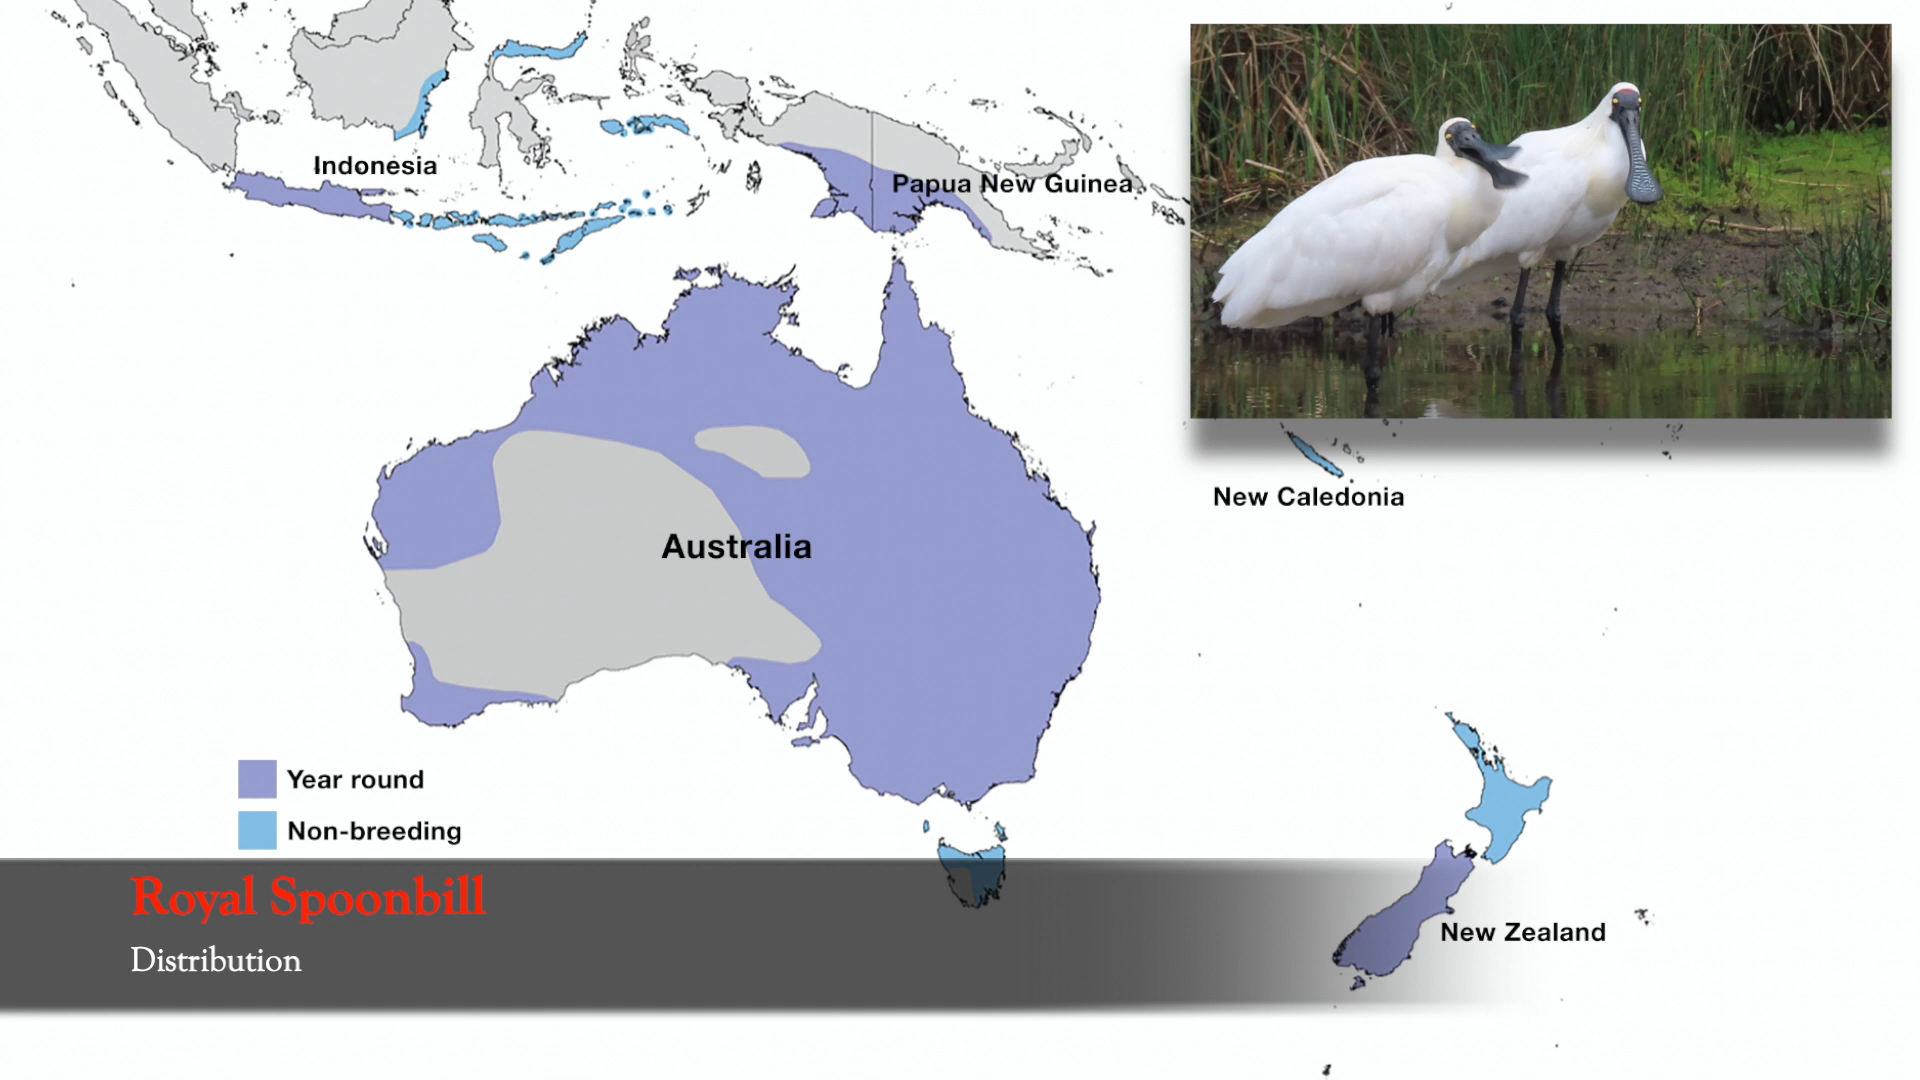 Indonesia
Papua New Guinea
New Caledonia
Australia
Year round
Non-breeding
Royal Spoonbill
Distribution
New Zealand